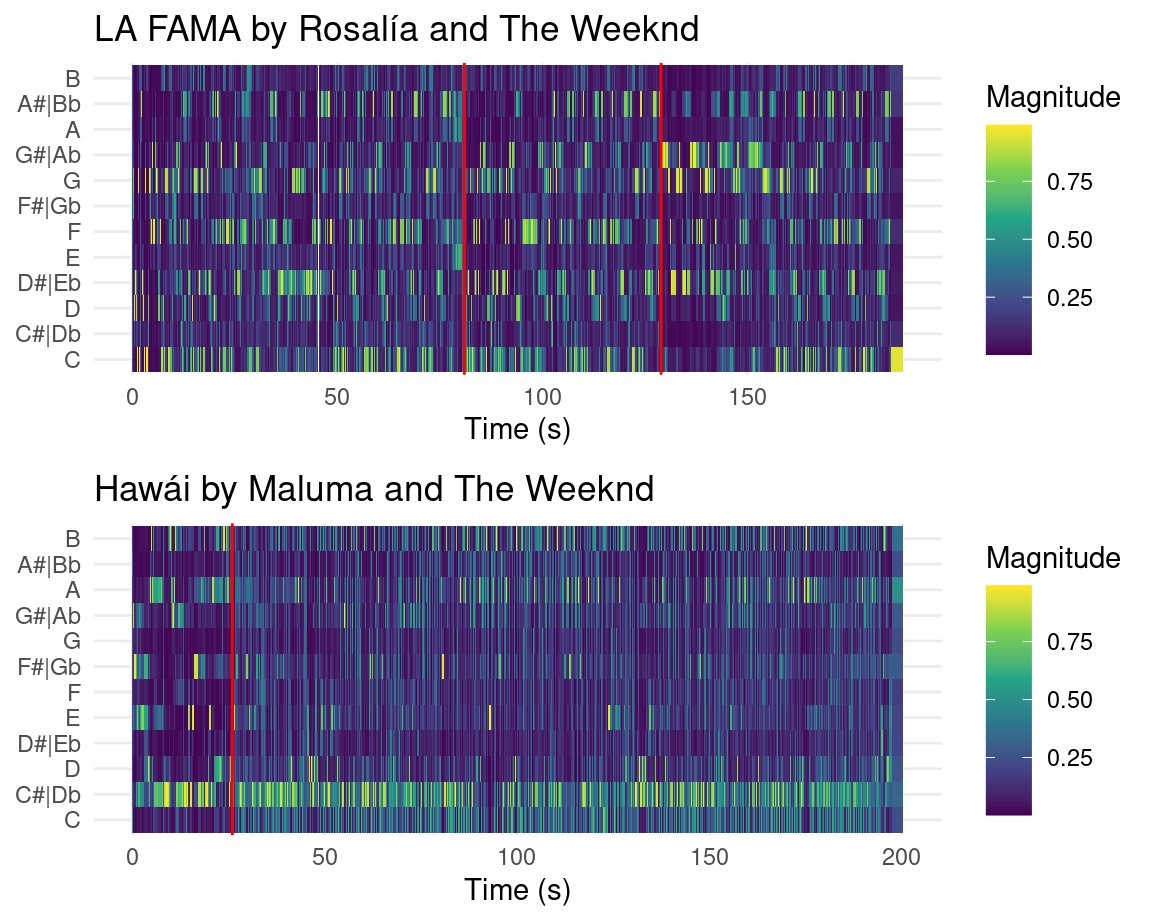 LA FAMA by Rosalía and The Weeknd
B
A#|Bb
A
G#|Ab
G
F#|Gb
F
E
D#|Eb
D
C#|Db
C
0 50 100 150
Time (s)
Magnitude
0.75
0.50
0.25
Hawái by Maluma and The Weeknd
B
A#|Bb
A
G#|Ab
G
F#|Gb
F
E
D#|Eb
D
C#|Db
C
0 50 100 150 200
Time (s)
Magnitude
0.75
0.50
0.25